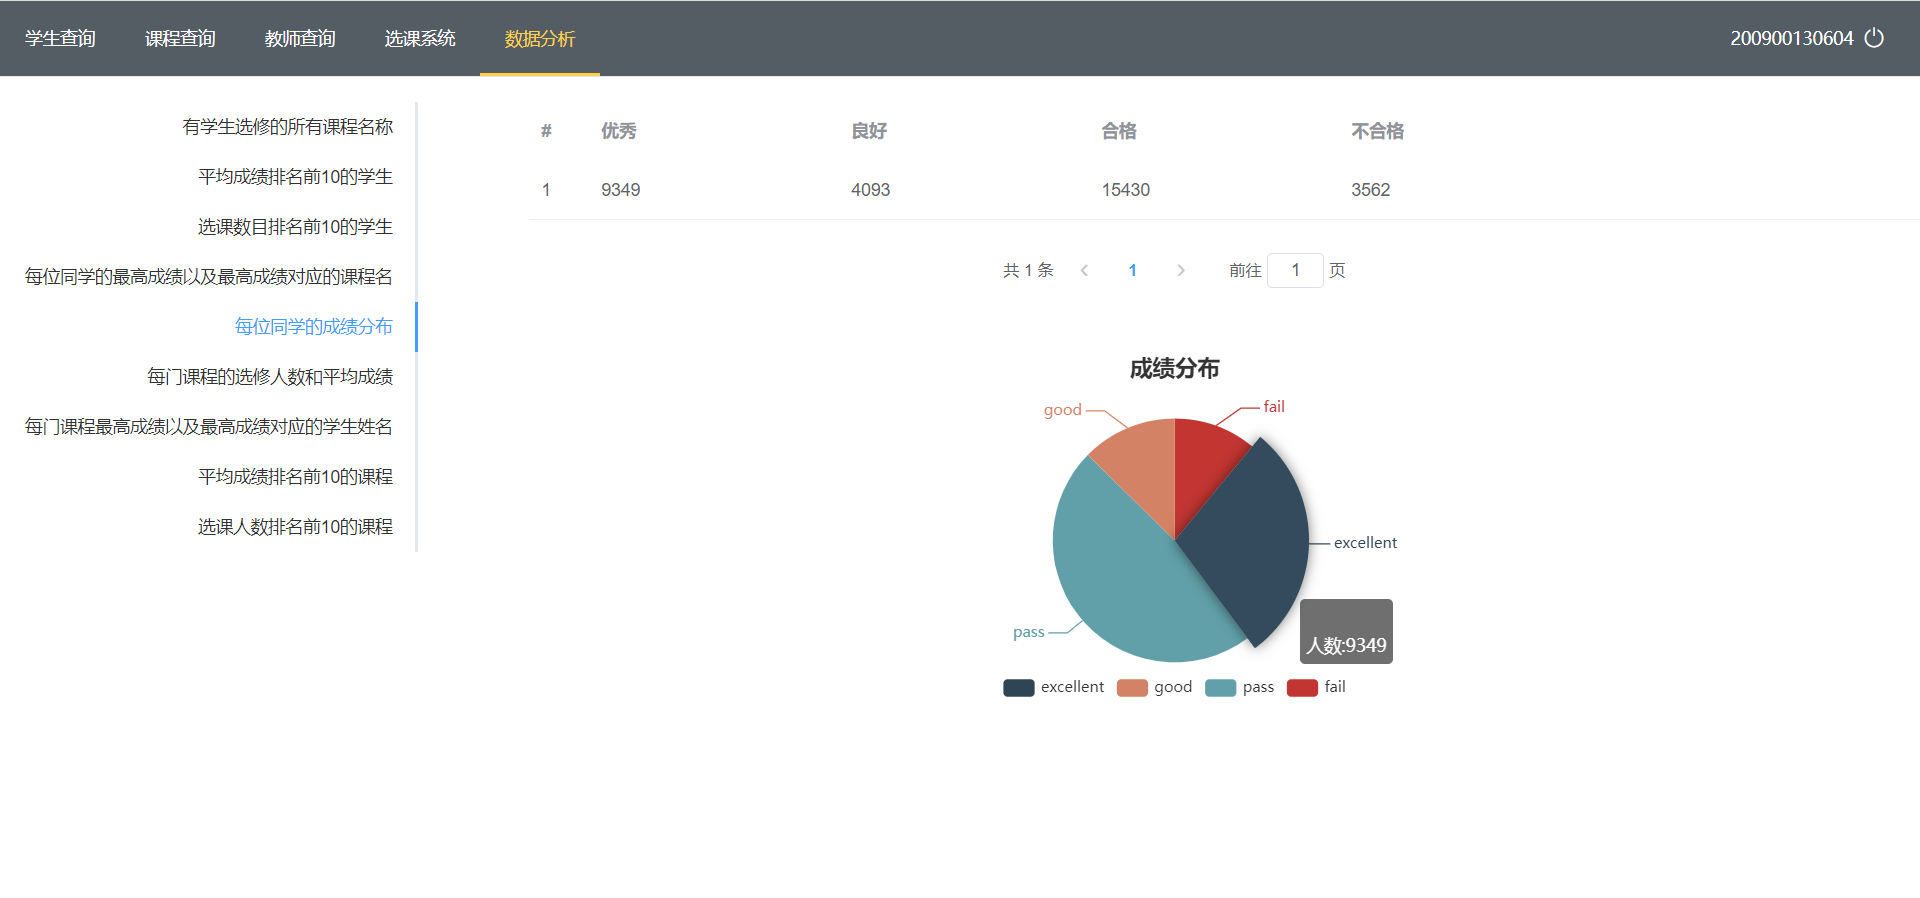 学生查询 课程查询 教师查询 选课系统 数据分析 200900130604
有学生选修的所有课程名称
平均成绩排名前10的学生
选课数目排名前10的学生
每位同学的最高成绩以及最高成绩对应的课程名
每位同学的成绩分布
每门课程的选修人数和平均成绩
每门课程最高成绩以及最高成绩对应的学生姓名
平均成绩排名前10的课程
选课人数排名前10的课程
# 优秀 良好 合格 不合格
1 9349 4093 15430 3562
共 1 条 1 前往 1 页
成绩分布
good fail
excellent
pass
人数:9349
excellent good pass fail